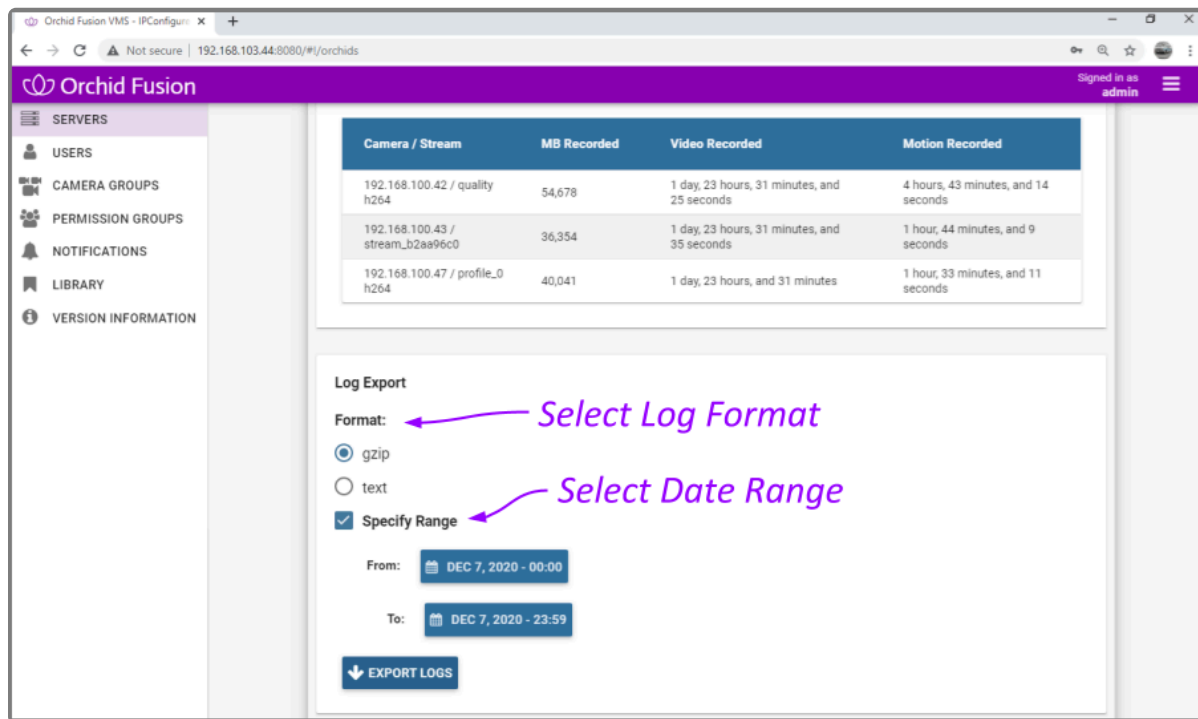 Orchid Fusion VMS - IPConfigure
Not secure | 192.168.103.44:8080/#!/orchids
Orchid Fusion
Signed in as
admin
SERVERS
USERS
CAMERA GROUPS
PERMISSION GROUPS
NOTIFICATIONS
LIBRARY
VERSION INFORMATION
Camera / Stream MB Recorded Video Recorded Motion Recorded
192.168.100.42 / quality 54,678 1 day, 23 hours, 31 minutes, and 4 hours, 43 minutes, and 14
h264 25 seconds seconds
192.168.100.43 / 36,354 1 day, 23 hours, 31 minutes, and 1 hour, 44 minutes, and 9
stream_b2aa96c0 35 seconds seconds
192.168.100.47 / profile_0 40,041 1 day, 23 hours, and 31 minutes 1 hour, 33 minutes, and 11
h264 seconds
Log Export
Format: Select Log Format
gzip
text Select Date Range
Specify Range
From: DEC 7, 2020 - 00:00
To: DEC 7, 2020 - 23:59
EXPORT LOGS